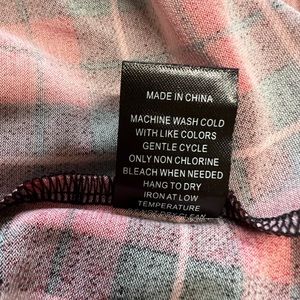 MADE IN CHINA
MACHINE WASH COLD
WITH LIKE COLORS
GENTLE CYCLE
ONLY NON CHLORINE
BLEACH WHEN NEEDED
HANG TO DRY
IRON AT LOW
TEMPERATURE